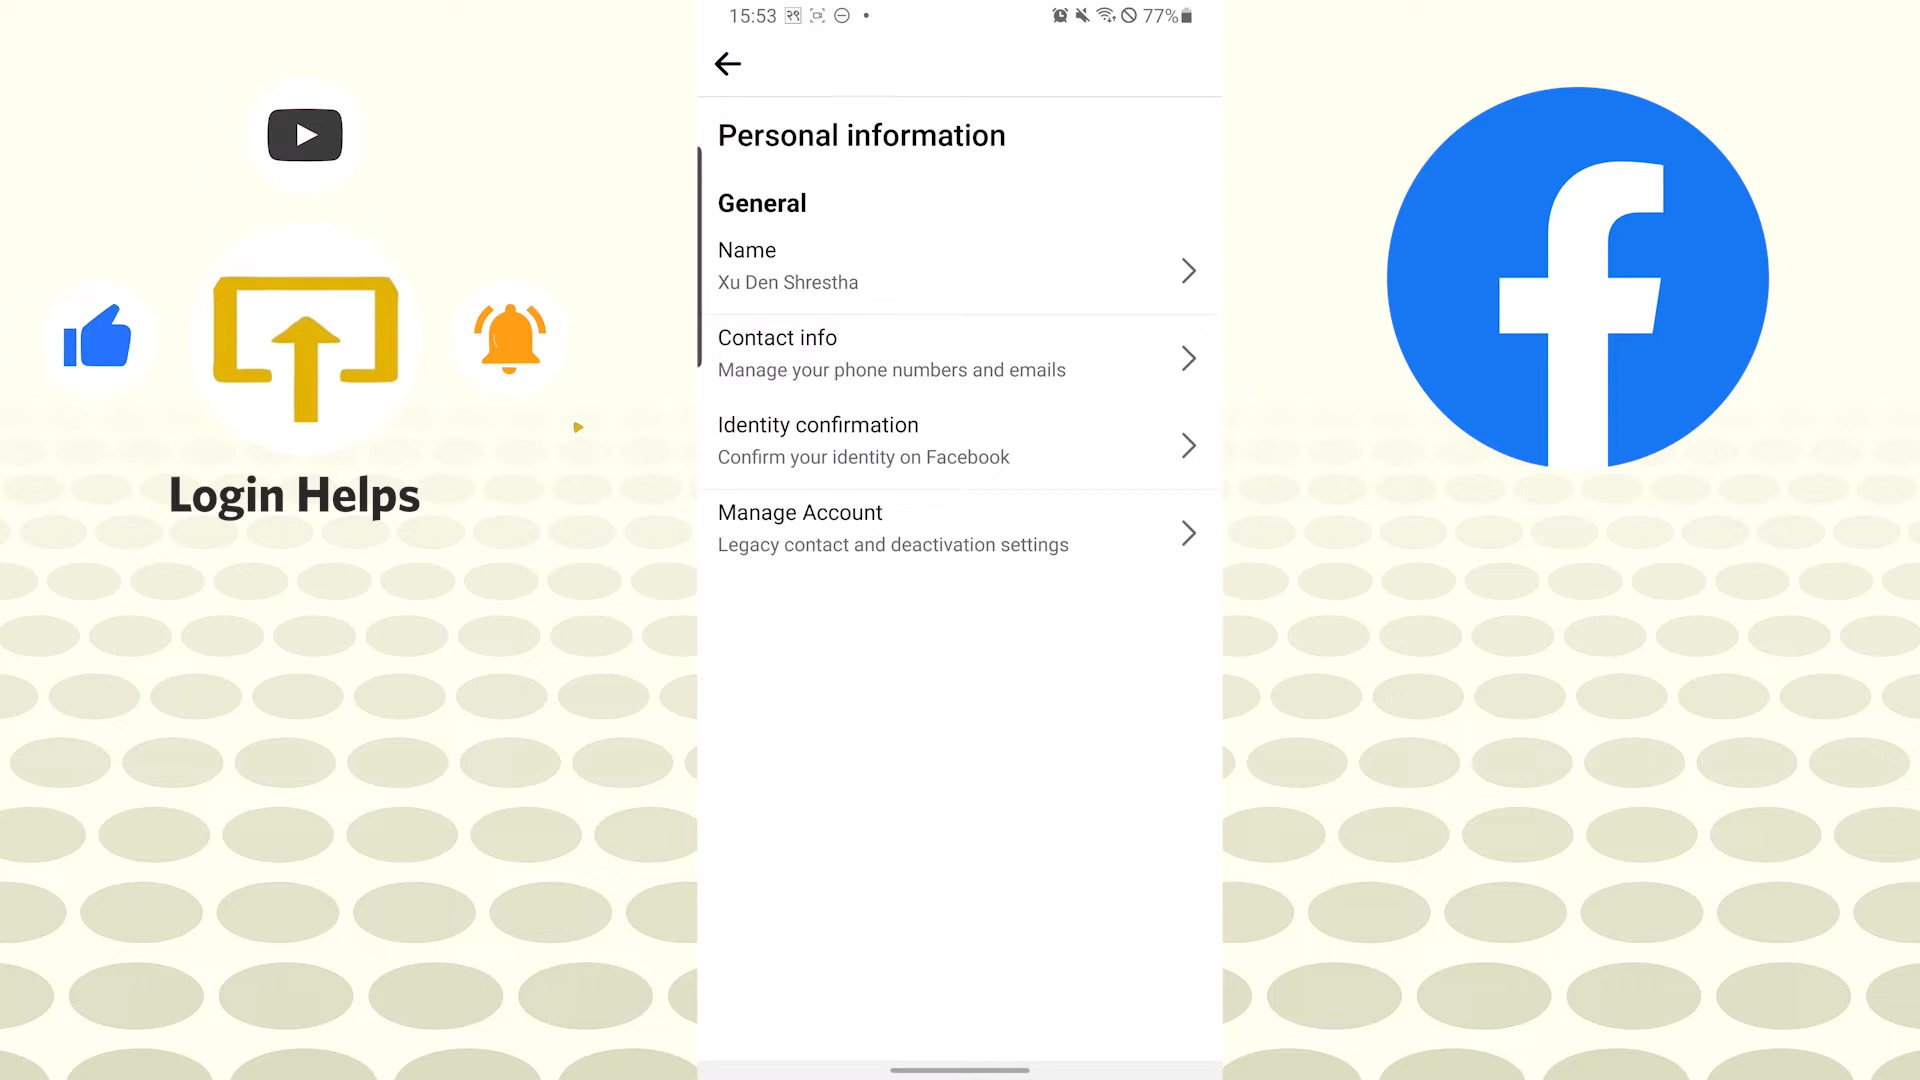 15:53 २९ 77%
Personal information
General
Name
Xu Den Shrestha
Contact info
Manage your phone numbers and emails
Identity confirmation
Confirm your identity on Facebook
Manage Account
Legacy contact and deactivation settings
Login Helps